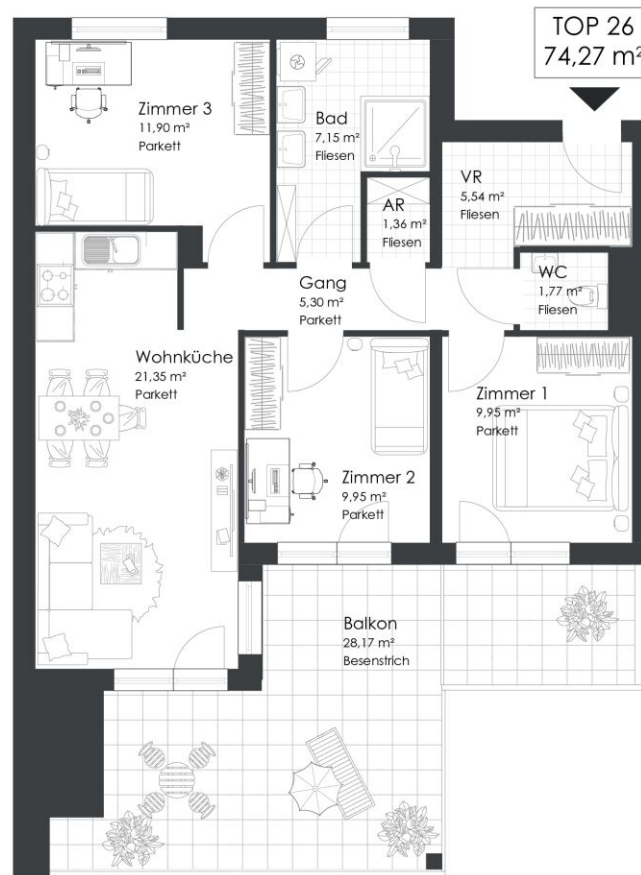 TOP 26
74,27 m²
Zimmer 3
11,90 m²
Parkett
Bad
7,15 m²
Fliesen
VR
5,54 m²
Fliesen
AR
1,36 m²
Fliesen
WC
1,77 m²
Fliesen
Gang
5,30 m²
Parkett
Wohnküche
21,35 m²
Parkett
Zimmer 1
9,95 m²
Parkett
Zimmer 2
9,95 m²
Parkett
Balkon
28,17 m²
Besenstrich